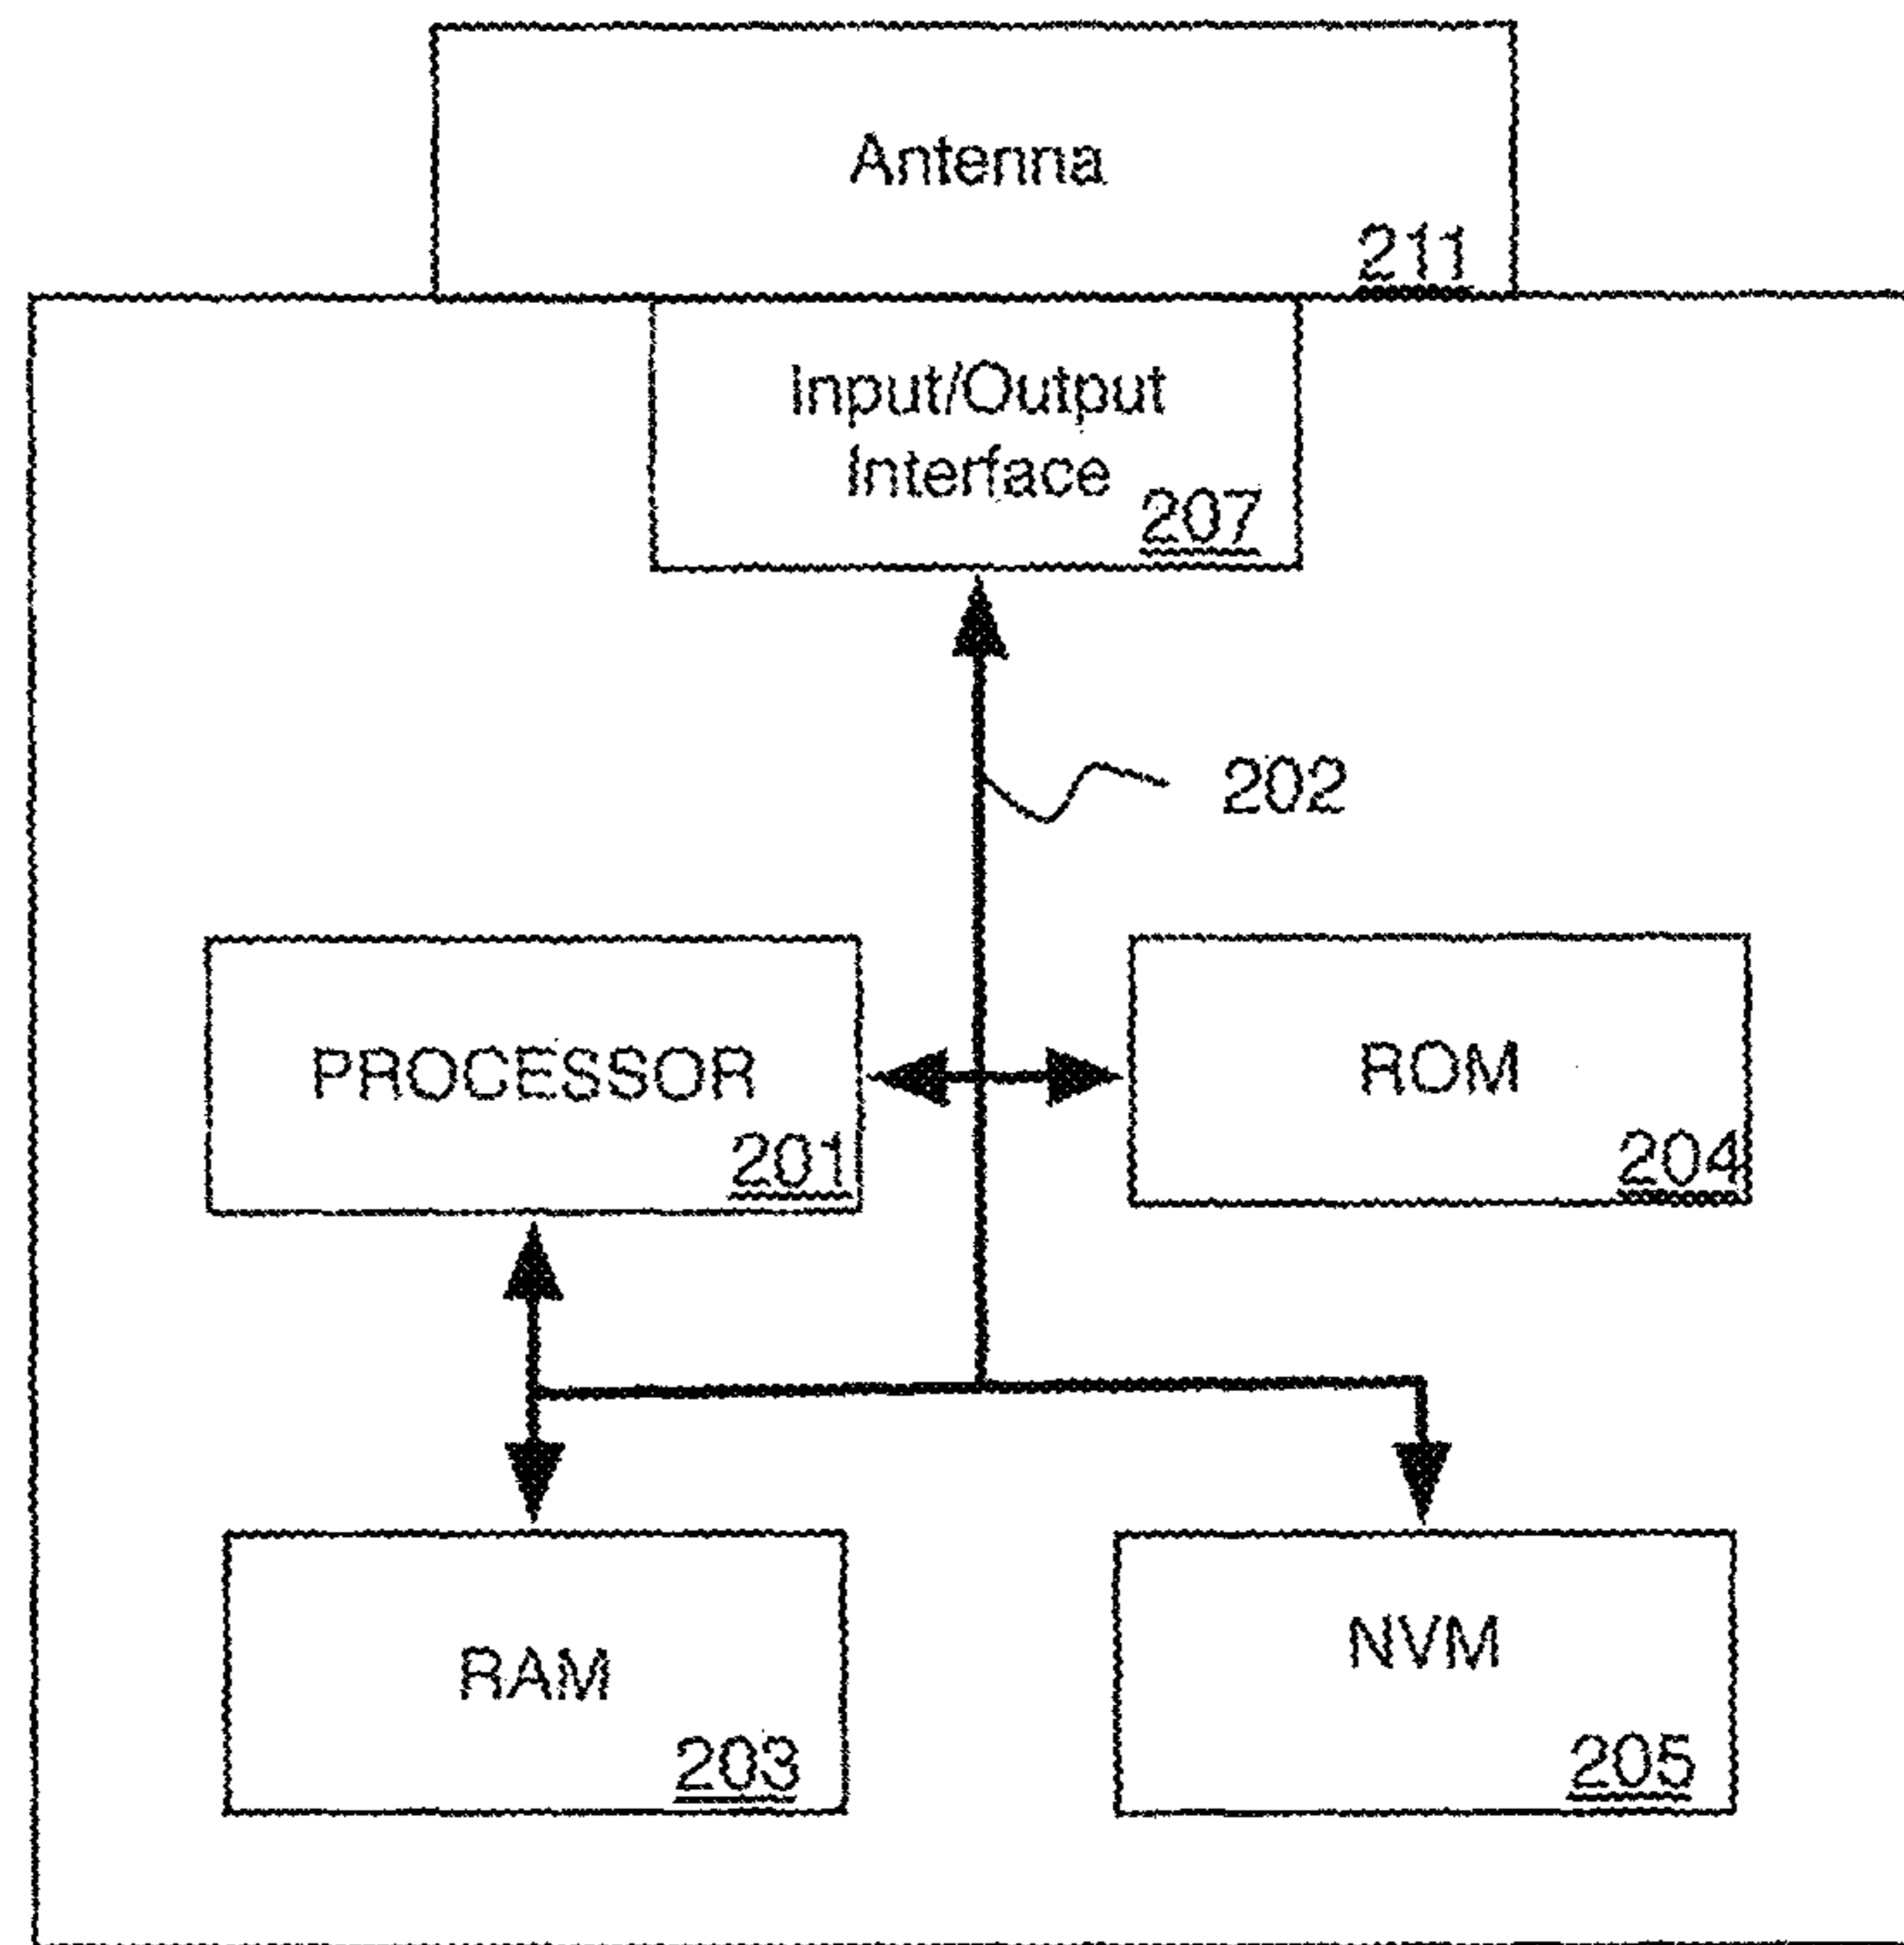 Antenna
211
Input/Output
Interface
207
202
PROCESSOR
201
ROM
204
RAM
203
NVM
205